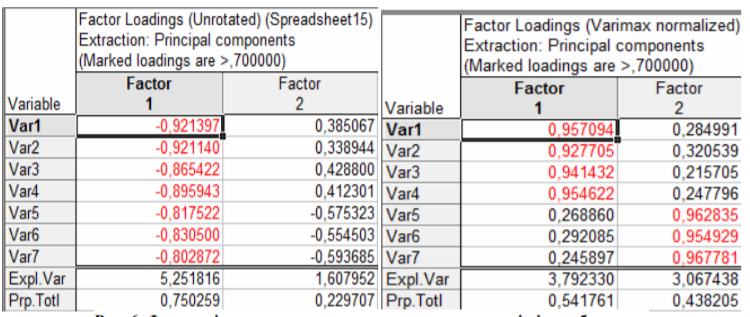 Factor Loadings (Unrotated) (Spreadsheet15)
Extraction: Principal components
(Marked loadings are >,700000)
Variable Factor 1 Factor 2
Var1 -0,921397 0,385067
Var2 -0,921140 0,338944
Var3 -0,865422 0,428800
Var4 -0,895943 0,412301
Var5 -0,817522 -0,575323
Var6 -0,830500 -0,554503
Var7 -0,802872 -0,593685
Expl.Var 5,251816 1,607952
Prp.Totl 0,750259 0,229707
Factor Loadings (Varimax normalized)
Extraction: Principal components
(Marked loadings are >,700000)
Variable Factor 1 Factor 2
Var1 0,957094 0,284991
Var2 0,927705 0,320539
Var3 0,941432 0,215705
Var4 0,954622 0,247796
Var5 0,268860 0,962835
Var6 0,292085 0,954929
Var7 0,245897 0,967781
Expl.Var 3,792330 3,067438
Prp.Totl 0,541761 0,438205